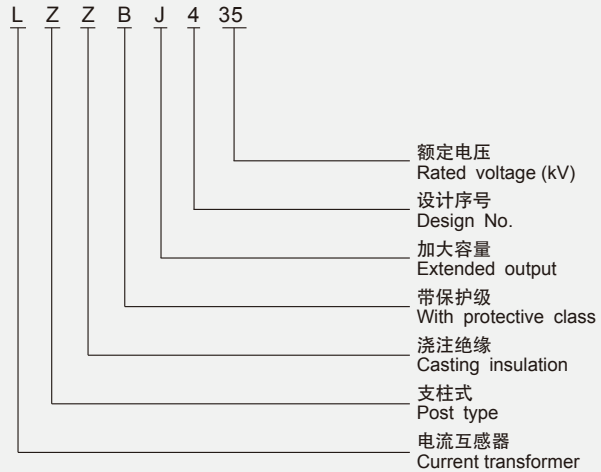 L Z Z B J 4 35
额定电压
Rated voltage (kV)
设计序号
Design No.
加大容量
Extended output
带保护级
With protective class
浇注绝缘
Casting insulation
支柱式
Post type
电流互感器
Current transformer